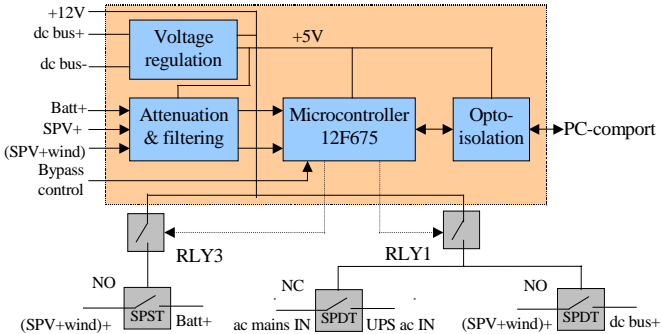 +12V
dc bus+
dc bus-
Voltage
regulation
+5V
Batt+
SPV+
(SPV+wind)
Bypass
control
Attenuation
& filtering
Microcontroller
12F675
Opto-
isolation
PC-comport
RLY3
RLY1
NO
SPST
(SPV+wind)+
Batt+
NC
SPDT
ac mains IN
UPS ac IN
NO
SPDT
(SPV+wind)+
dc bus+